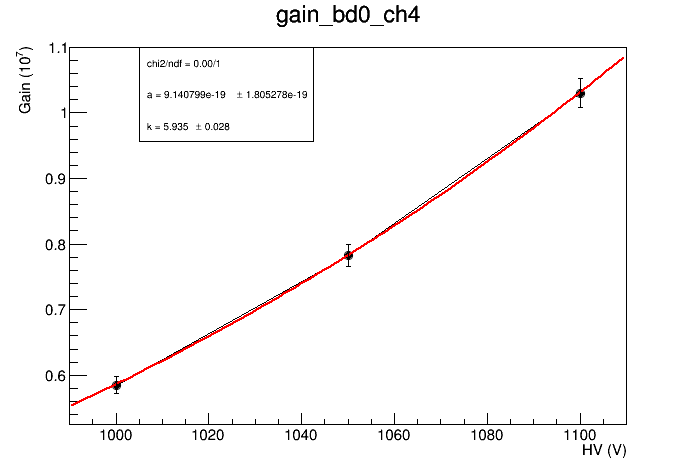 gain_bd0_ch4
Gain (10^7)
1.1
1
0.9
0.8
0.7
0.6
chi2/ndf = 0.00/1
a = 9.140799e-19 ± 1.805278e-19
k = 5.935 ± 0.028
1000 1020 1040 1060 1080 1100
HV (V)